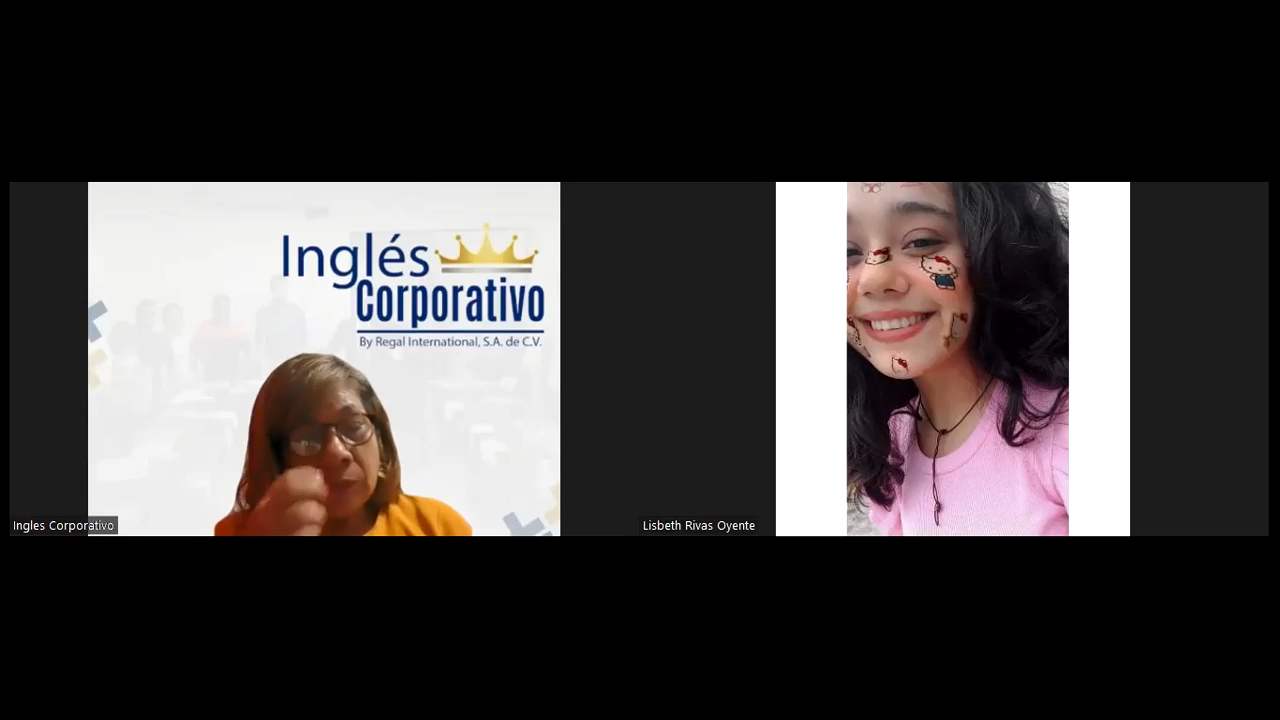 Inglés
Corporativo
By Regal International, S.A. de C.V.
Ingles Corporativo
Lisbeth Rivas Oyente